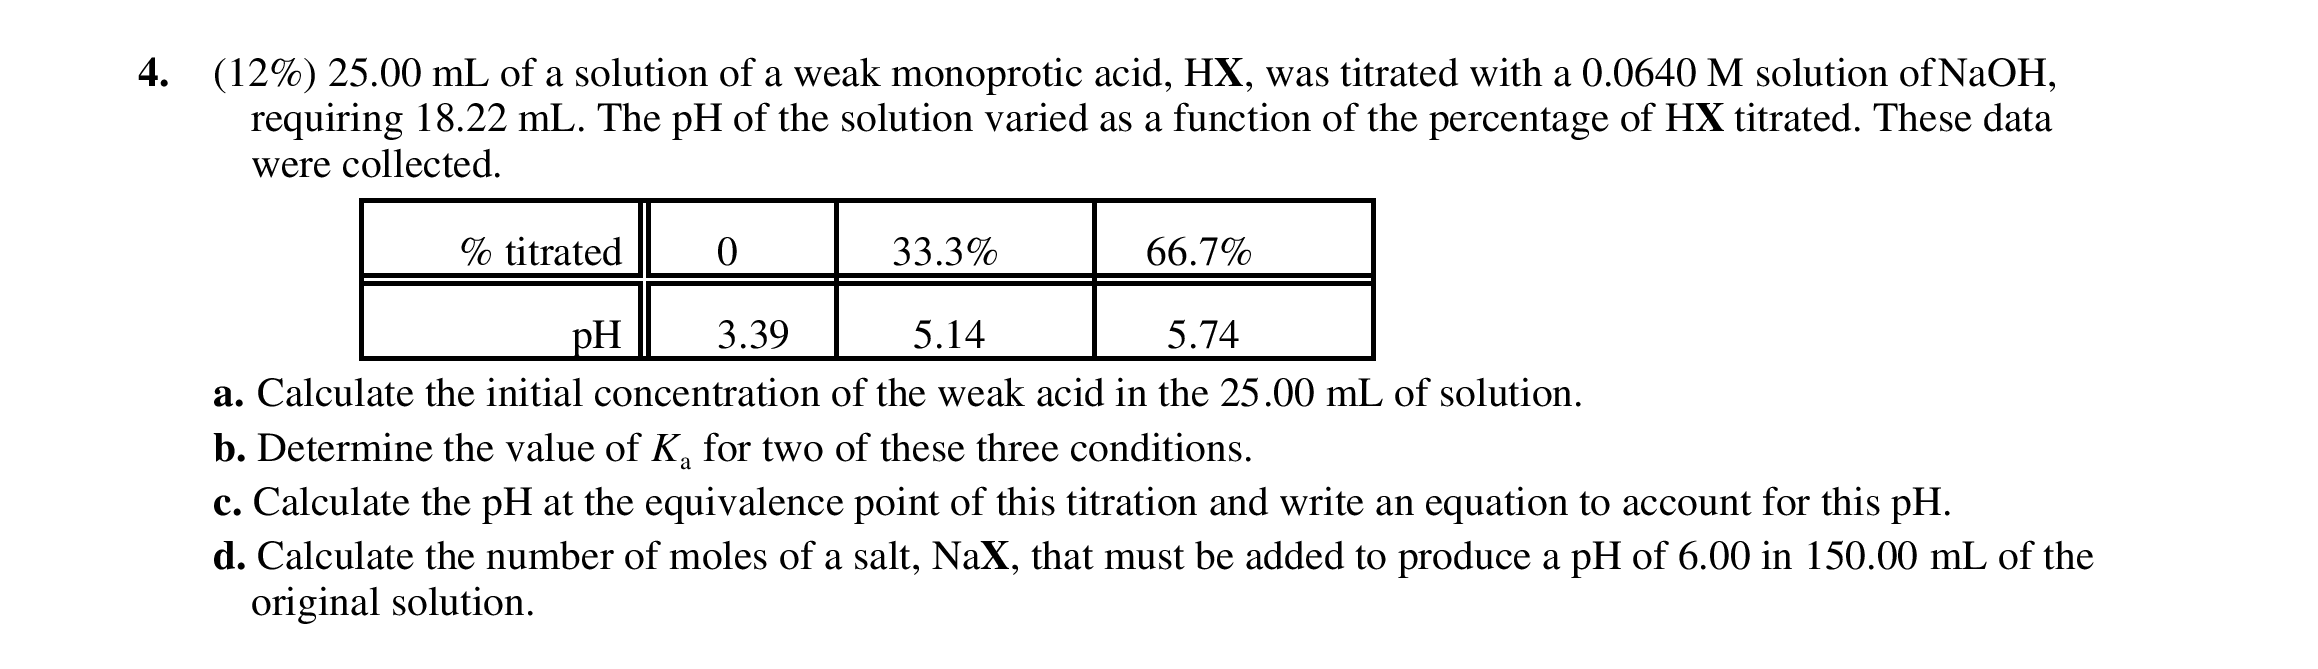 4. (12%) 25.00 mL of a solution of a weak monoprotic acid, HX, was titrated with a 0.0640 M solution of NaOH,
requiring 18.22 mL. The pH of the solution varied as a function of the percentage of HX titrated. These data
were collected.
% titrated 0 33.3% 66.7%
pH 3.39 5.14 5.74
a. Calculate the initial concentration of the weak acid in the 25.00 mL of solution.
b. Determine the value of Ka for two of these three conditions.
c. Calculate the pH at the equivalence point of this titration and write an equation to account for this pH.
d. Calculate the number of moles of a salt, NaX, that must be added to produce a pH of 6.00 in 150.00 mL of the
original solution.